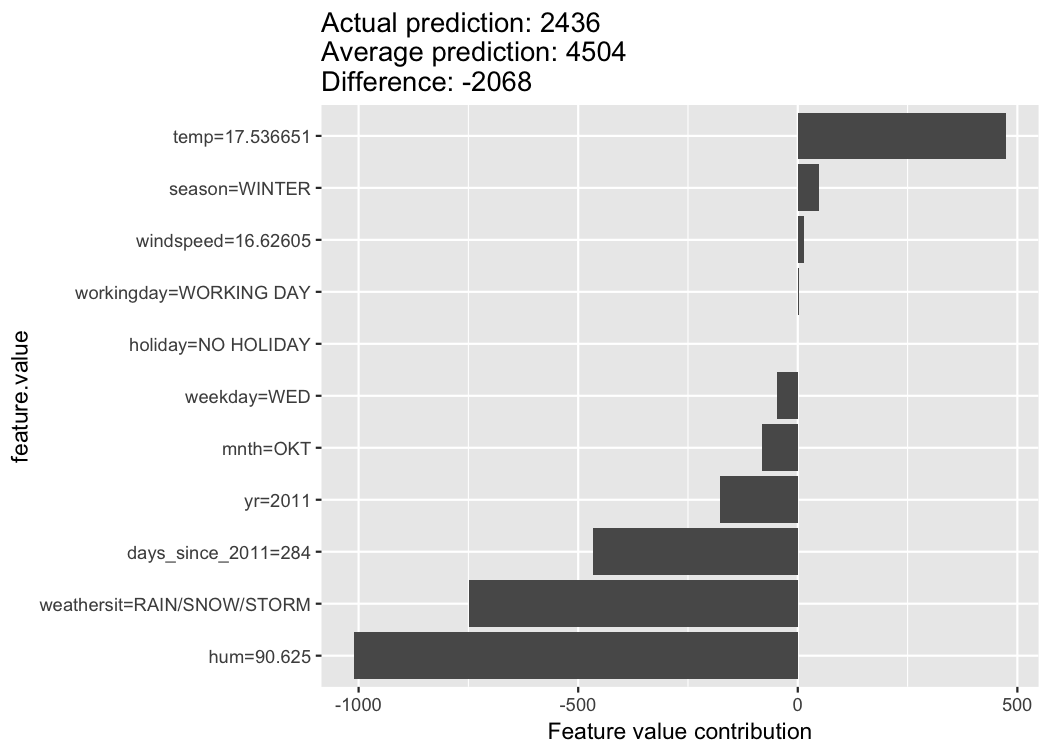 Actual prediction: 2436
Average prediction: 4504
Difference: -2068
temp=17.536651
season=WINTER
windspeed=16.62605
workingday=WORKING DAY
holiday=NO HOLIDAY
weekday=WED
mnth=OKT
yr=2011
days_since_2011=284
weathersit=RAIN/SNOW/STORM
hum=90.625
feature.value
-1000 -500 0 500
Feature value contribution